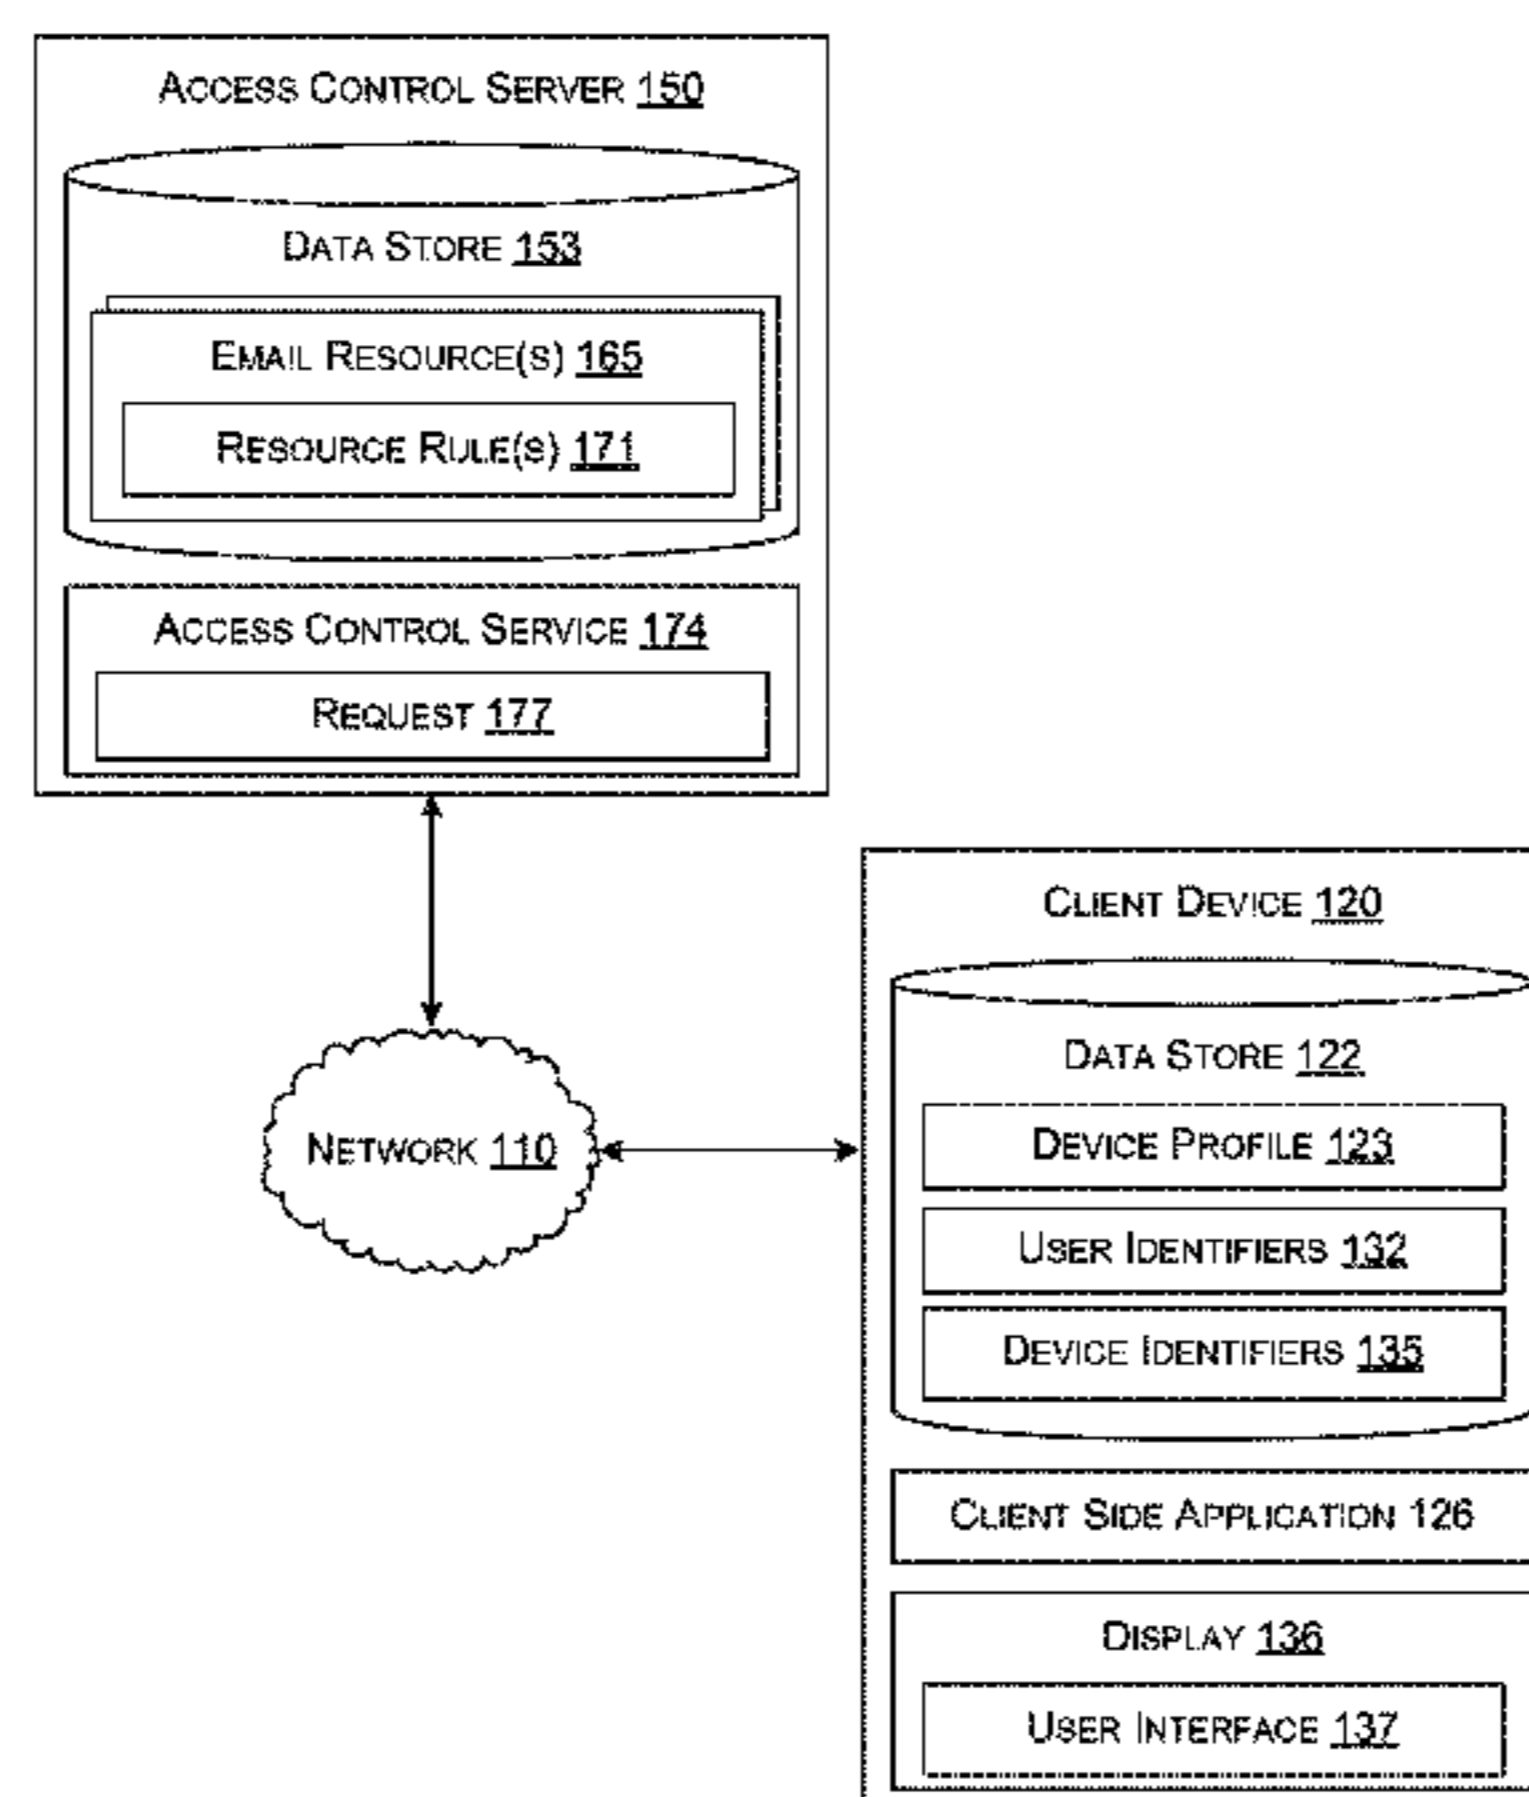 ACCESS CONTROL SERVER 150
DATA STORE 153
EMAIL RESOURCE(S) 165
RESOURCE RULE(S) 171
ACCESS CONTROL SERVICE 174
REQUEST 177
NETWORK 110
CLIENT DEVICE 120
DATA STORE 122
DEVICE PROFILE 123
USER IDENTIFIERS 132
DEVICE IDENTIFIERS 135
CLIENT SIDE APPLICATION 126
DISPLAY 136
USER INTERFACE 137